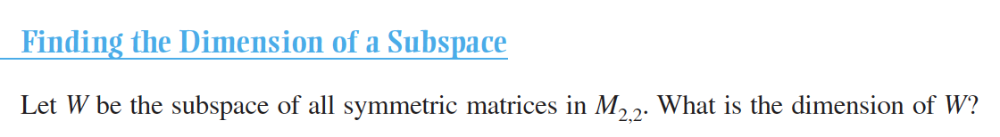 Finding the Dimension of a Subspace
Let W be the subspace of all symmetric matrices in M₂,₂. What is the dimension of W?